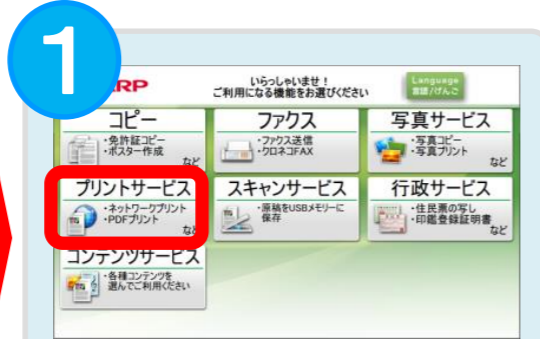 1
RP
いらっしゃいませ!
ご利用になる機能をお選びください
Language
言語/げんご
コピー
・免許証コピー
・ポスター作成
など
ファクス
・ファクス送信
・クロネコFAX
写真サービス
・写真コピー
・写真プリント
など
プリントサービス
・ネットワークプリント
・PDFプリント
など
スキャンサービス
・原稿をUSBメモリーに
保存
行政サービス
・住民票の写し
・印鑑登録証明書
など
コンテンツサービス
・各種コンテンツを
選んでご利用ください